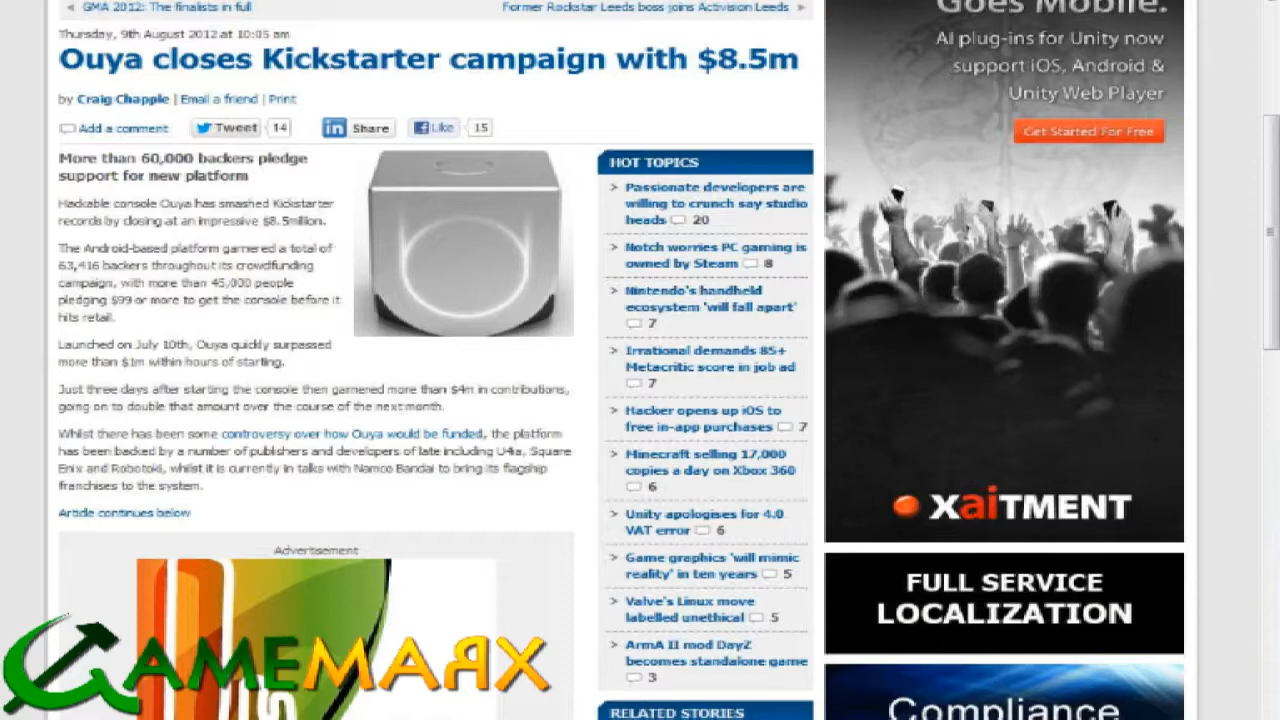 GMA 2012: The finalists in full
Former Rockstar Leeds boss joins Activision Leeds
Thursday, 9th August 2012 at 10:05 am
Ouya closes Kickstarter campaign with $8.5m
by Craig Chapple | Email a friend | Print
Add a comment
Tweet 14
in Share
Like 15
More than 60,000 backers pledge
support for new platform
Hackable console Ouya has smashed Kickstarter
records by closing at an impressive $8.5million.
The Android-based platform garnered a total of
63,416 backers throughout its crowdfunding
campaign, with more than 45,000 people
pledging $99 or more to get the console before it
hits retail.
Launched on July 10th, Ouya quickly surpassed
more than $1m within hours of starting.
Just three days after starting the console then garnered more than $4m in contributions,
going on to double that amount over the course of the next month.
Whilst there has been some controversy over how Ouya would be funded, the platform
has been backed by a number of publishers and developers of late including U4ia, Square
Enix and Robotoki, whilst it is currently in talks with Namco Bandai to bring its flagship
franchises to the system.
Article continues below
Advertisement
GAMEMARX
HOT TOPICS
Passionate developers are
willing to crunch say studio
heads 20
Notch worries PC gaming is
owned by Steam 8
Nintendo's handheld
ecosystem 'will fall apart'
7
Irrational demands 85+
Metacritic score in job ad
7
Hacker opens up iOS to
free in-app purchases 7
Minecraft selling 17,000
copies a day on Xbox 360
6
Unity apologises for 4.0
VAT error 6
Game graphics 'will mimic
reality' in ten years 5
Valve's Linux move
labelled unethical 5
ArmA II mod DayZ
becomes standalone game
3
RELATED STORIES
Goes Mobile.
AI plug-ins for Unity now
support iOS, Android &
Unity Web Player
Get Started For Free
xaiTMENT
FULL SERVICE
LOCALIZATION
Compliance